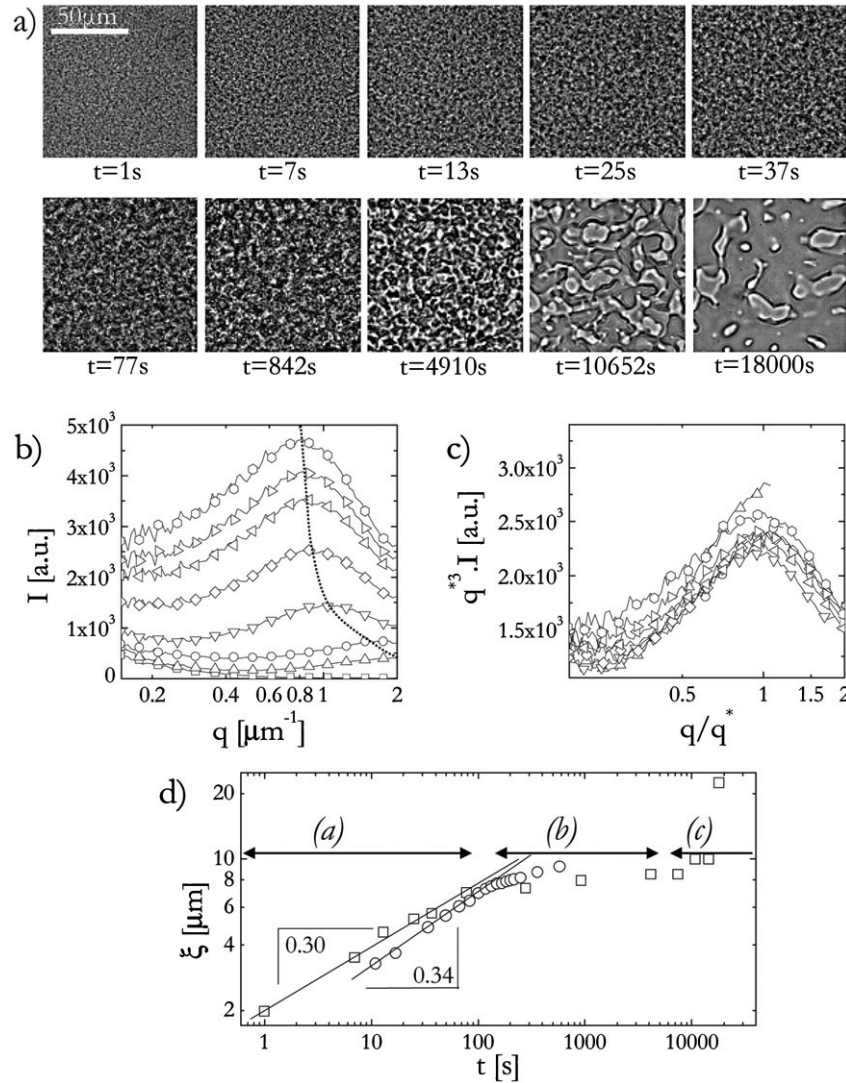 a)
50μm
t=1s
t=7s
t=13s
t=25s
t=37s
t=77s
t=842s
t=4910s
t=10652s
t=18000s
b)
5x10³
4x10³
3x10³
2x10³
1x10³
0
I [a.u.]
0.2
0.4
0.6
0.8
1
2
q [μm⁻¹]
c)
3.0x10³
2.5x10³
2.0x10³
1.5x10³
q*³.I [a.u.]
0.5
1
1.5
2
q/q*
d)
20
10
8
6
4
2
ξ [μm]
(a)
(b)
(c)
0.30
0.34
1
10
100
1000
10000
t [s]